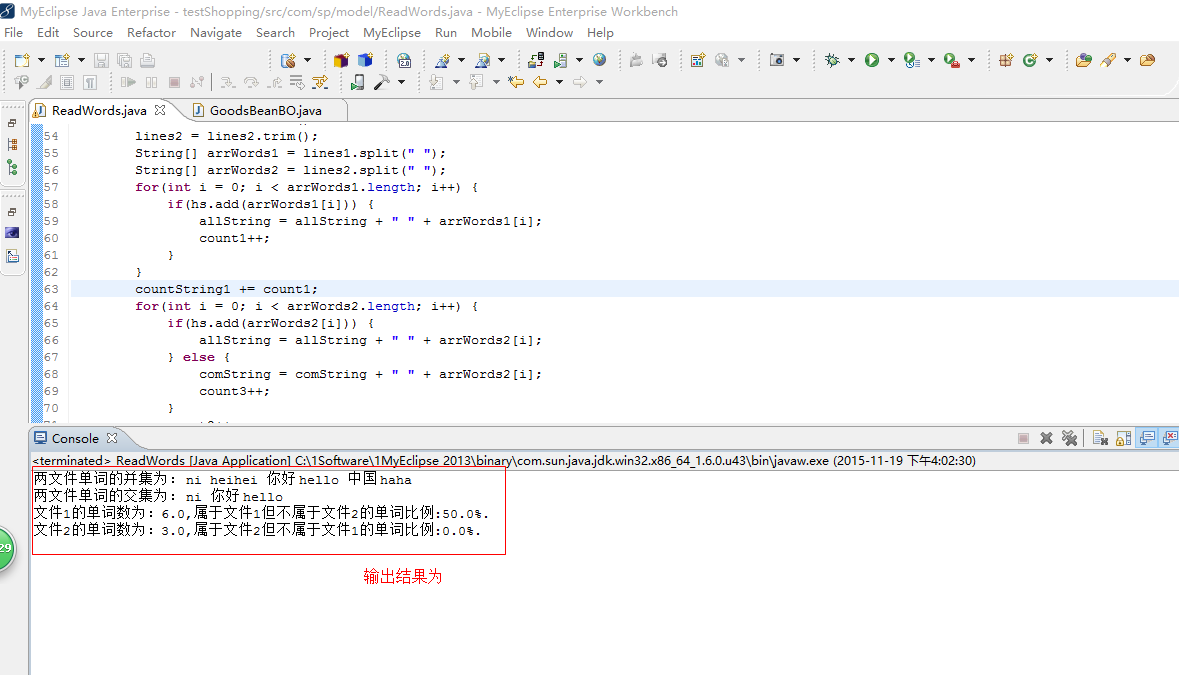 MyEclipse Java Enterprise - testShopping/src/com/sp/model/ReadWords.java - MyEclipse Enterprise Workbench
File Edit Source Refactor Navigate Search Project MyEclipse Run Mobile Window Help
2.0
ReadWords.java GoodsBeanBO.java
54 lines2 = lines2.trim();
55 String[] arrWords1 = lines1.split(" ");
56 String[] arrWords2 = lines2.split(" ");
57 for(int i = 0; i < arrWords1.length; i++) {
58 if(hs.add(arrWords1[i])) {
59 allString = allString + " " + arrWords1[i];
60 count1++;
61 }
62 }
63 countString1 += count1;
64 for(int i = 0; i < arrWords2.length; i++) {
65 if(hs.add(arrWords2[i])) {
66 allString = allString + " " + arrWords2[i];
67 } else {
68 comString = comString + " " + arrWords2[i];
69 count3++;
70 }
Console
<terminated> ReadWords [Java Application] C:\1Software\1MyEclipse 2013\binary\com.sun.java.jdk.win32.x86_64_1.6.0.u43\bin\javaw.exe (2015-11-19 下午4:02:30)
两文件单词的并集为: ni heihei 你好 hello 中国 haha
两文件单词的交集为: ni 你好 hello
文件1的单词数为: 6.0,属于文件1但不属于文件2的单词比例:50.0%.
文件2的单词数为: 3.0,属于文件2但不属于文件1的单词比例:0.0%.
29
输出结果为